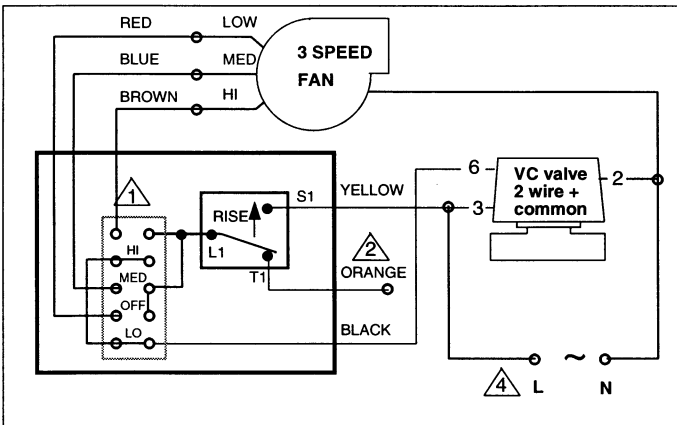 RED LOW
BLUE MED
BROWN HI
3 SPEED
FAN
1
HI
MED
OFF
LO
RISE
S1
L1
T1
YELLOW
2
ORANGE
BLACK
6
3
VC valve
2 wire +
common
2
4 L ~ N